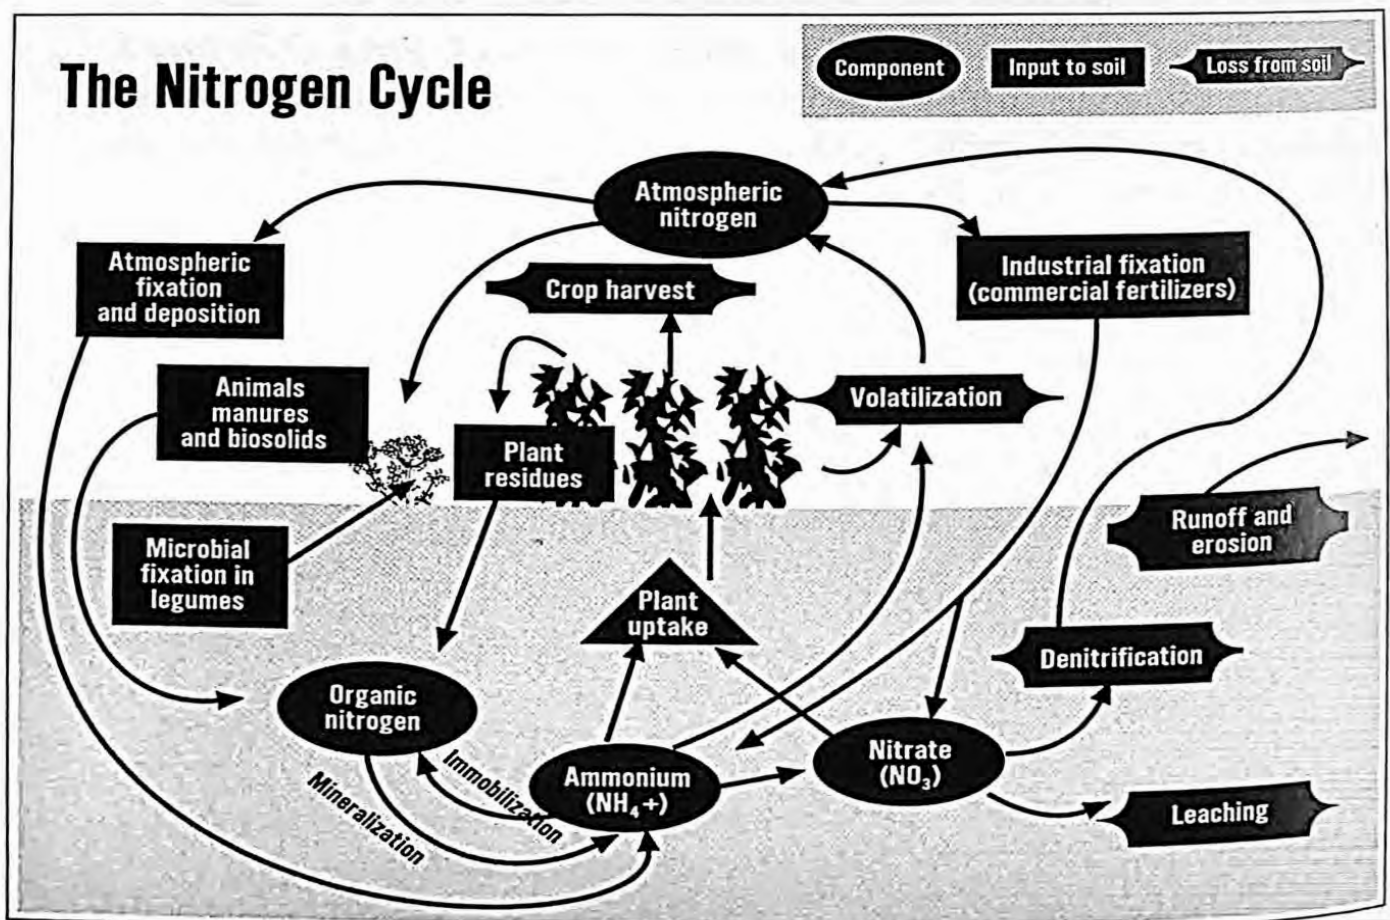 The Nitrogen Cycle
Component
Input to soil
Loss from soil
Atmospheric
nitrogen
Atmospheric
fixation
and deposition
Crop harvest
Industrial fixation
(commercial fertilizers)
Animals
manures
and biosolids
Volatilization
Plant
residues
Microbial
fixation in
legumes
Runoff and
erosion
Plant
uptake
Denitrification
Organic
nitrogen
Immobilization
Mineralization
Ammonium
(NH₄+)
Nitrate
(NO₃)
Leaching